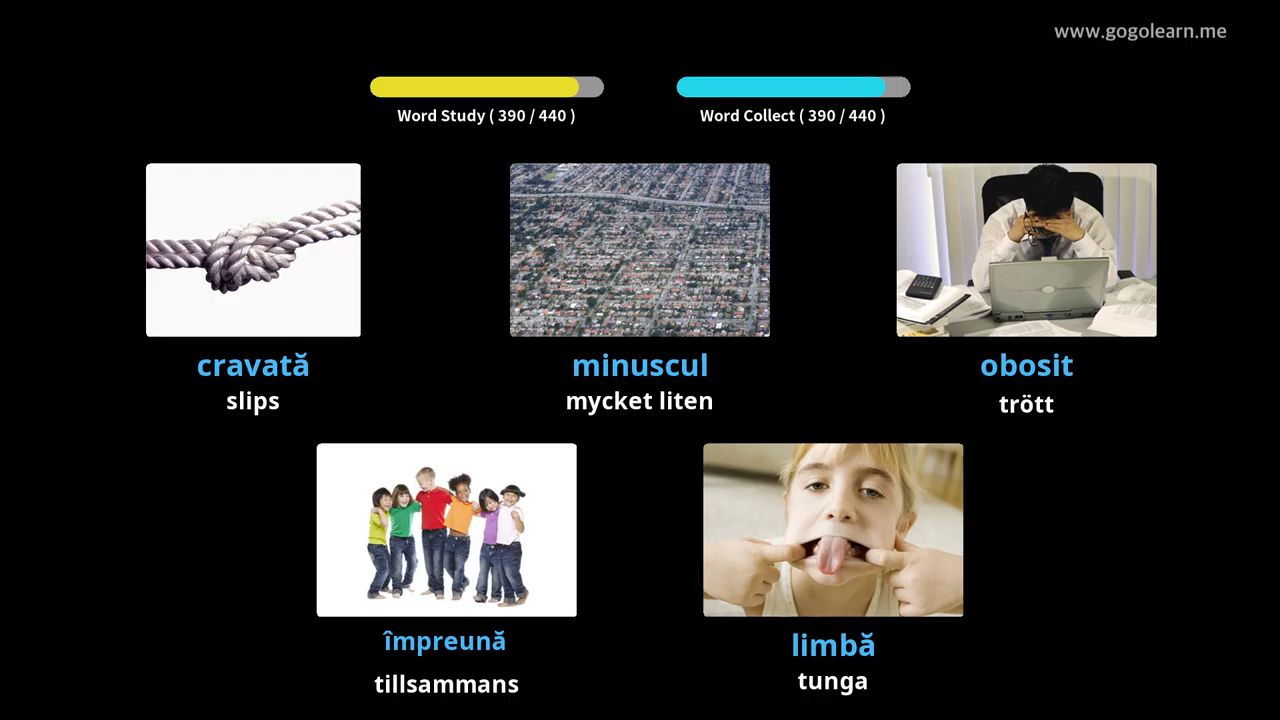 www.gogolearn.me
Word Study ( 390 / 440 )
Word Collect ( 390 / 440 )
cravată
slips
minuscul
mycket liten
obosit
trött
împreună
tillsammans
limbă
tunga